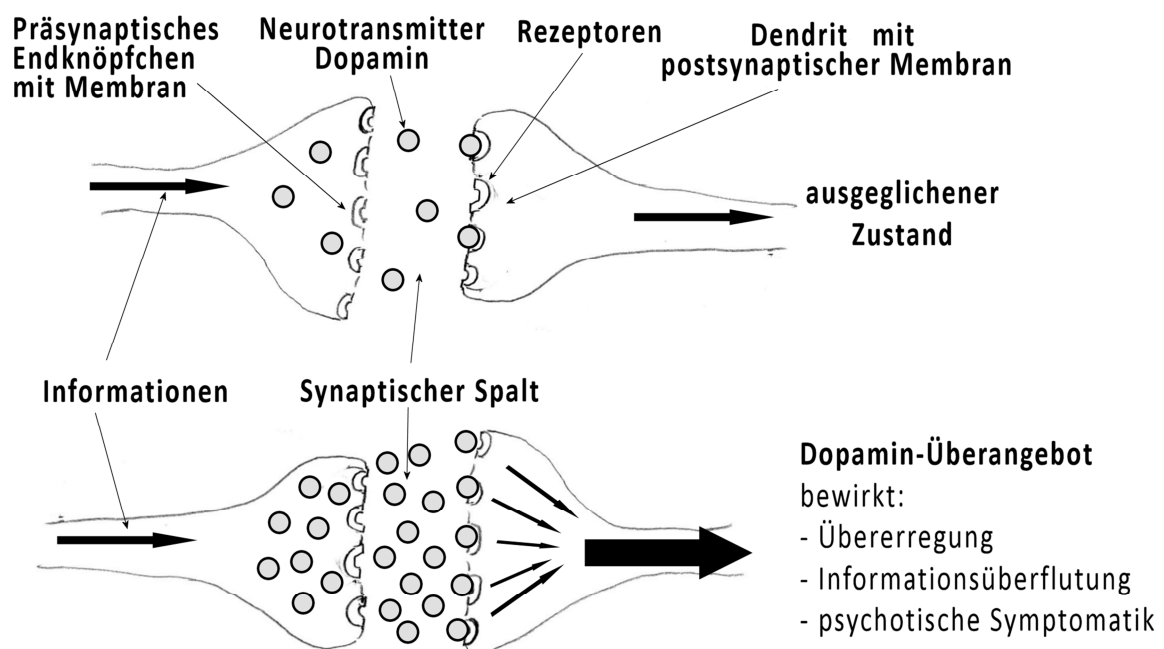 Präsynaptisches
Endknöpfchen
mit Membran
Neurotransmitter
Dopamin
Rezeptoren
Dendrit mit
postsynaptischer Membran
ausgeglichener
Zustand
Informationen
Synaptischer Spalt
Dopamin-Überangebot
bewirkt:
- Übererregung
- Informationsüberflutung
- psychotische Symptomatik